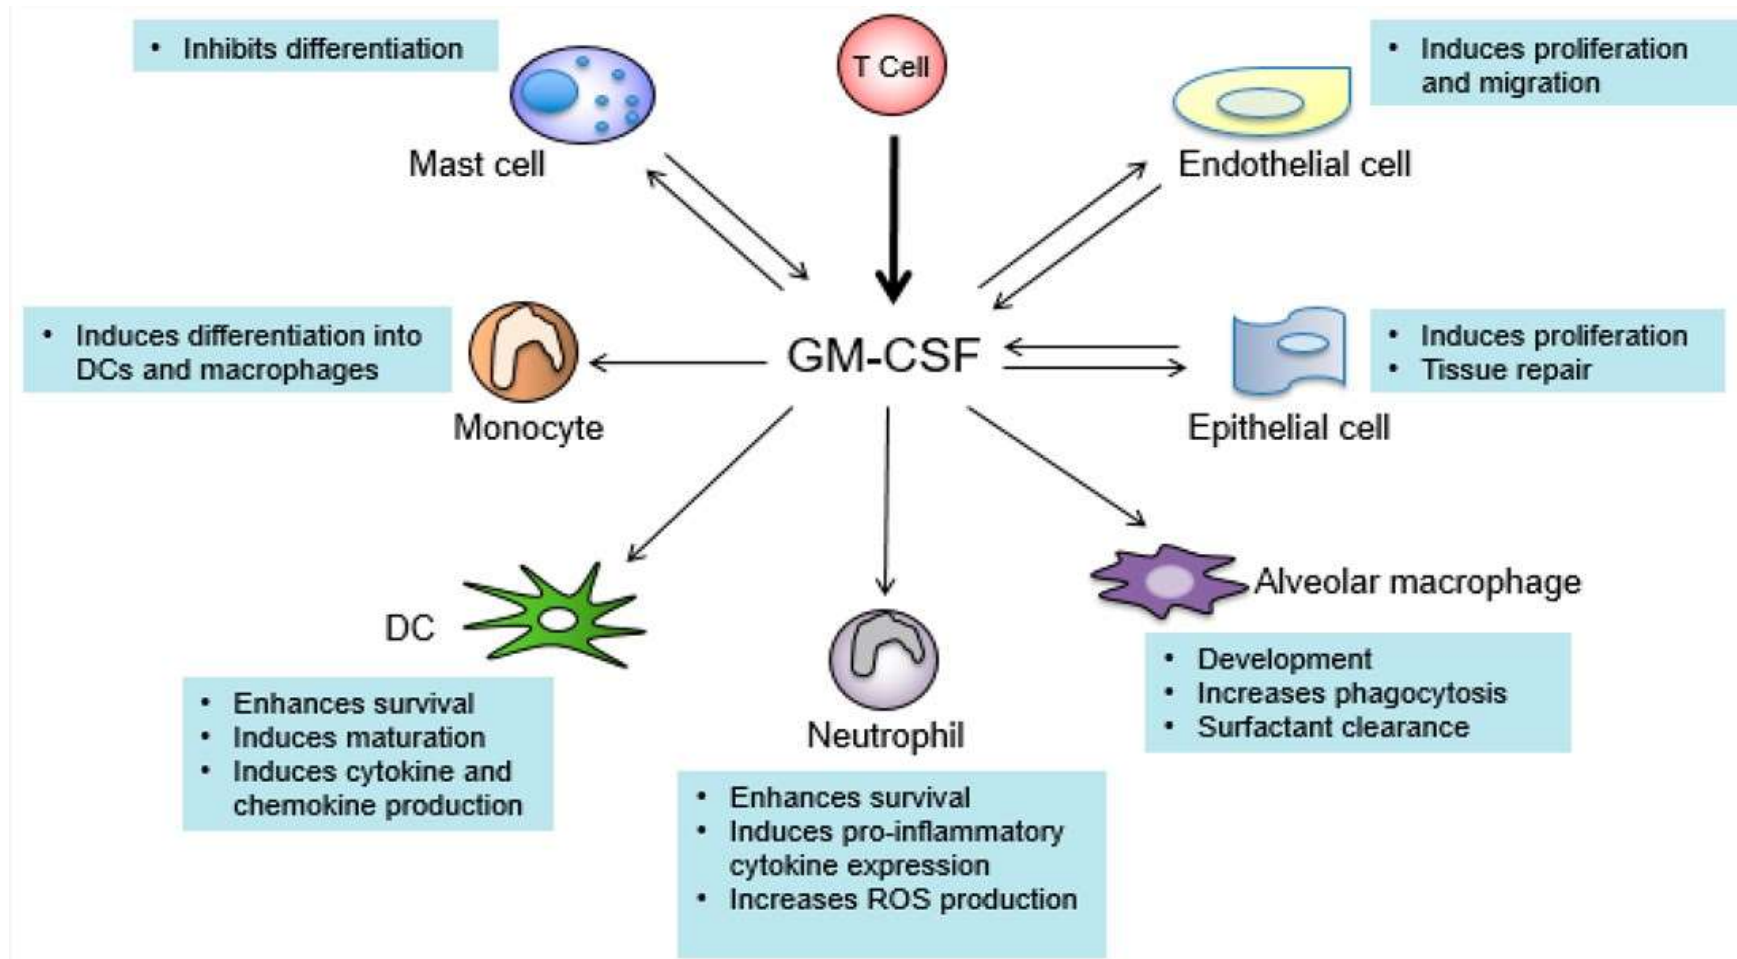 • Inhibits differentiation
Mast cell
T Cell
• Induces proliferation
and migration
Endothelial cell
• Induces differentiation into
DCs and macrophages
Monocyte
GM-CSF
• Induces proliferation
• Tissue repair
Epithelial cell
DC
• Enhances survival
• Induces maturation
• Induces cytokine and
chemokine production
Neutrophil
• Enhances survival
• Induces pro-inflammatory
cytokine expression
• Increases ROS production
Alveolar macrophage
• Development
• Increases phagocytosis
• Surfactant clearance